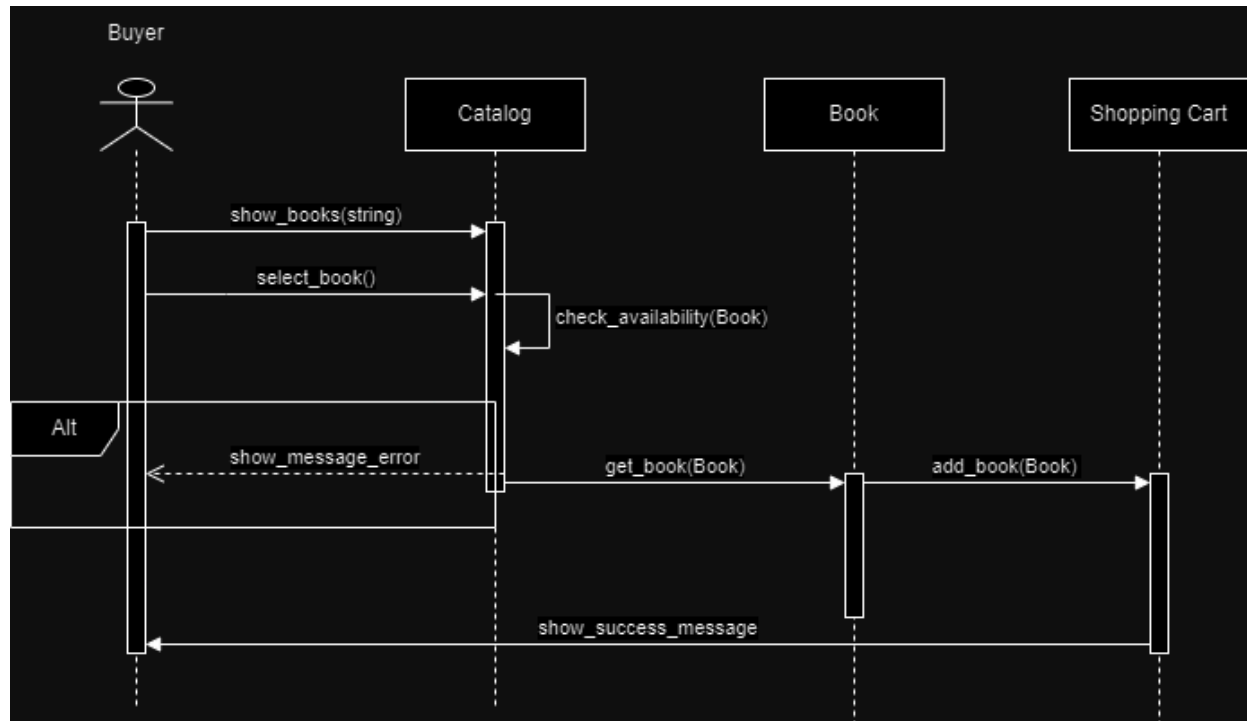 Buyer
Catalog
Book
Shopping Cart
show_books(string)
select_book()
check_availability(Book)
Alt
show_message_error
get_book(Book)
add_book(Book)
show_success_message